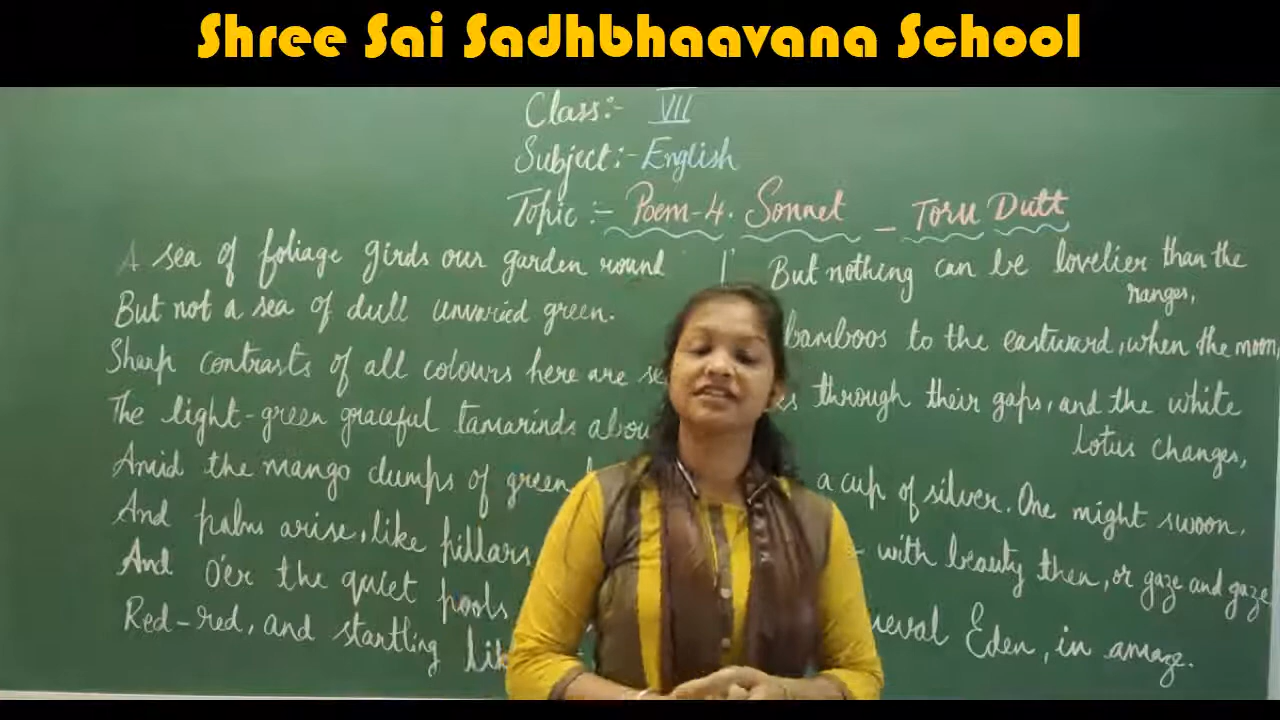 Shree Sai Sadhbhaavana School
Class:- VII
Subject:- English
Topic:- Poem-4. Sonnet - Toru Dutt
A sea of foliage girds our garden round
But not a sea of dull unvaried green.
Sharp contrasts of all colours here are
The light-green graceful tamarinds
Amid the mango clumps of green
And palms arise, like pillars
And O'er the quiet pools
Red-red, and startling
But nothing can be lovelier than the
ranges,
bamboos to the eastward, when the moon,
through their gaps, and the white
lotus changes,
a cup of silver. One might swoon,
with beauty then, or gaze and gaze
Eden, in amaze.